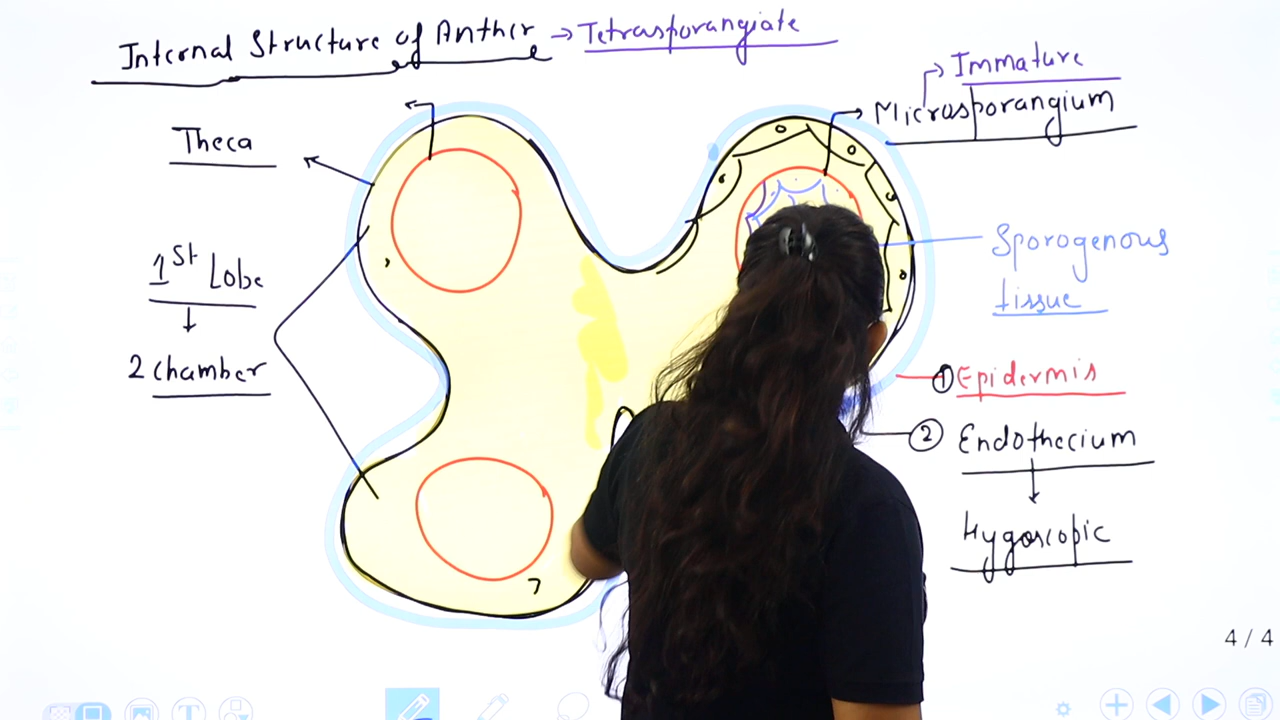 Internal Structure of Anther → Tetrasporangiate
Immature
Microsporangium
Theca
1st Lobe
2 chamber
Sporogenous
tissue
① Epidermis
② Endothecium
Hygoscopic
4 / 4